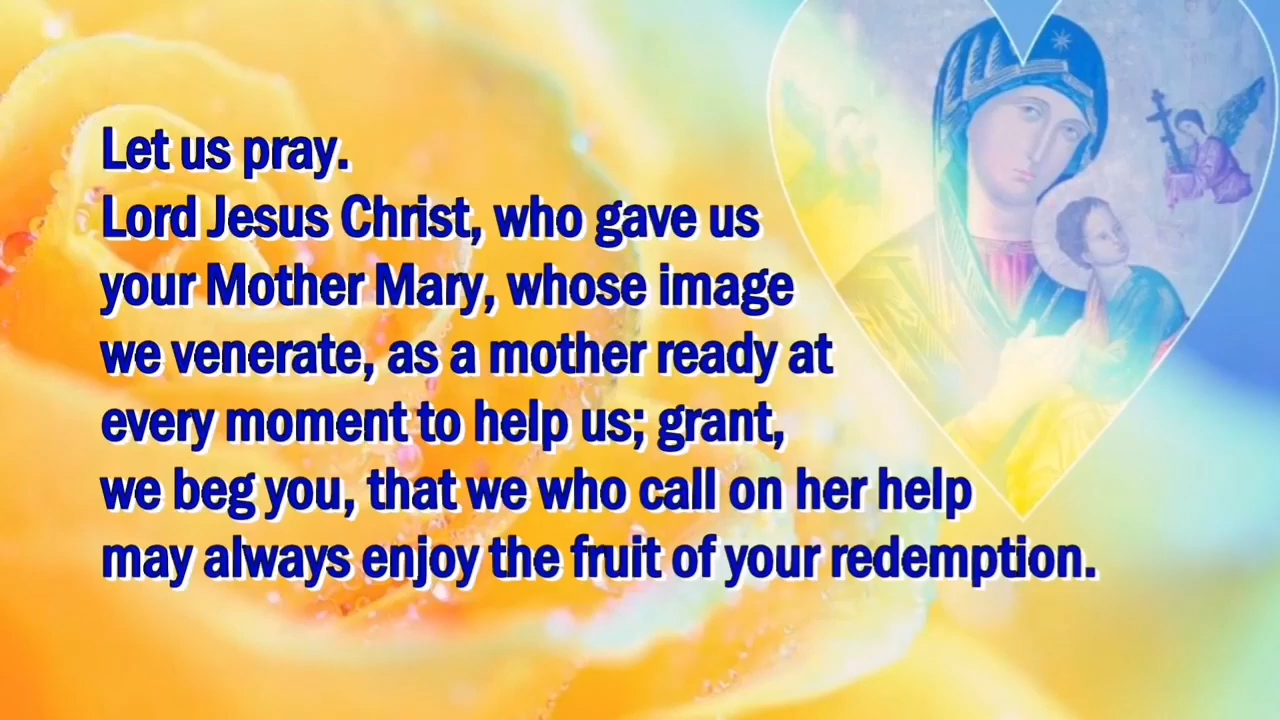 Let us pray.
Lord Jesus Christ, who gave us
your Mother Mary, whose image
we venerate, as a mother ready at
every moment to help us; grant,
we beg you, that we who call on her help
may always enjoy the fruit of your redemption.